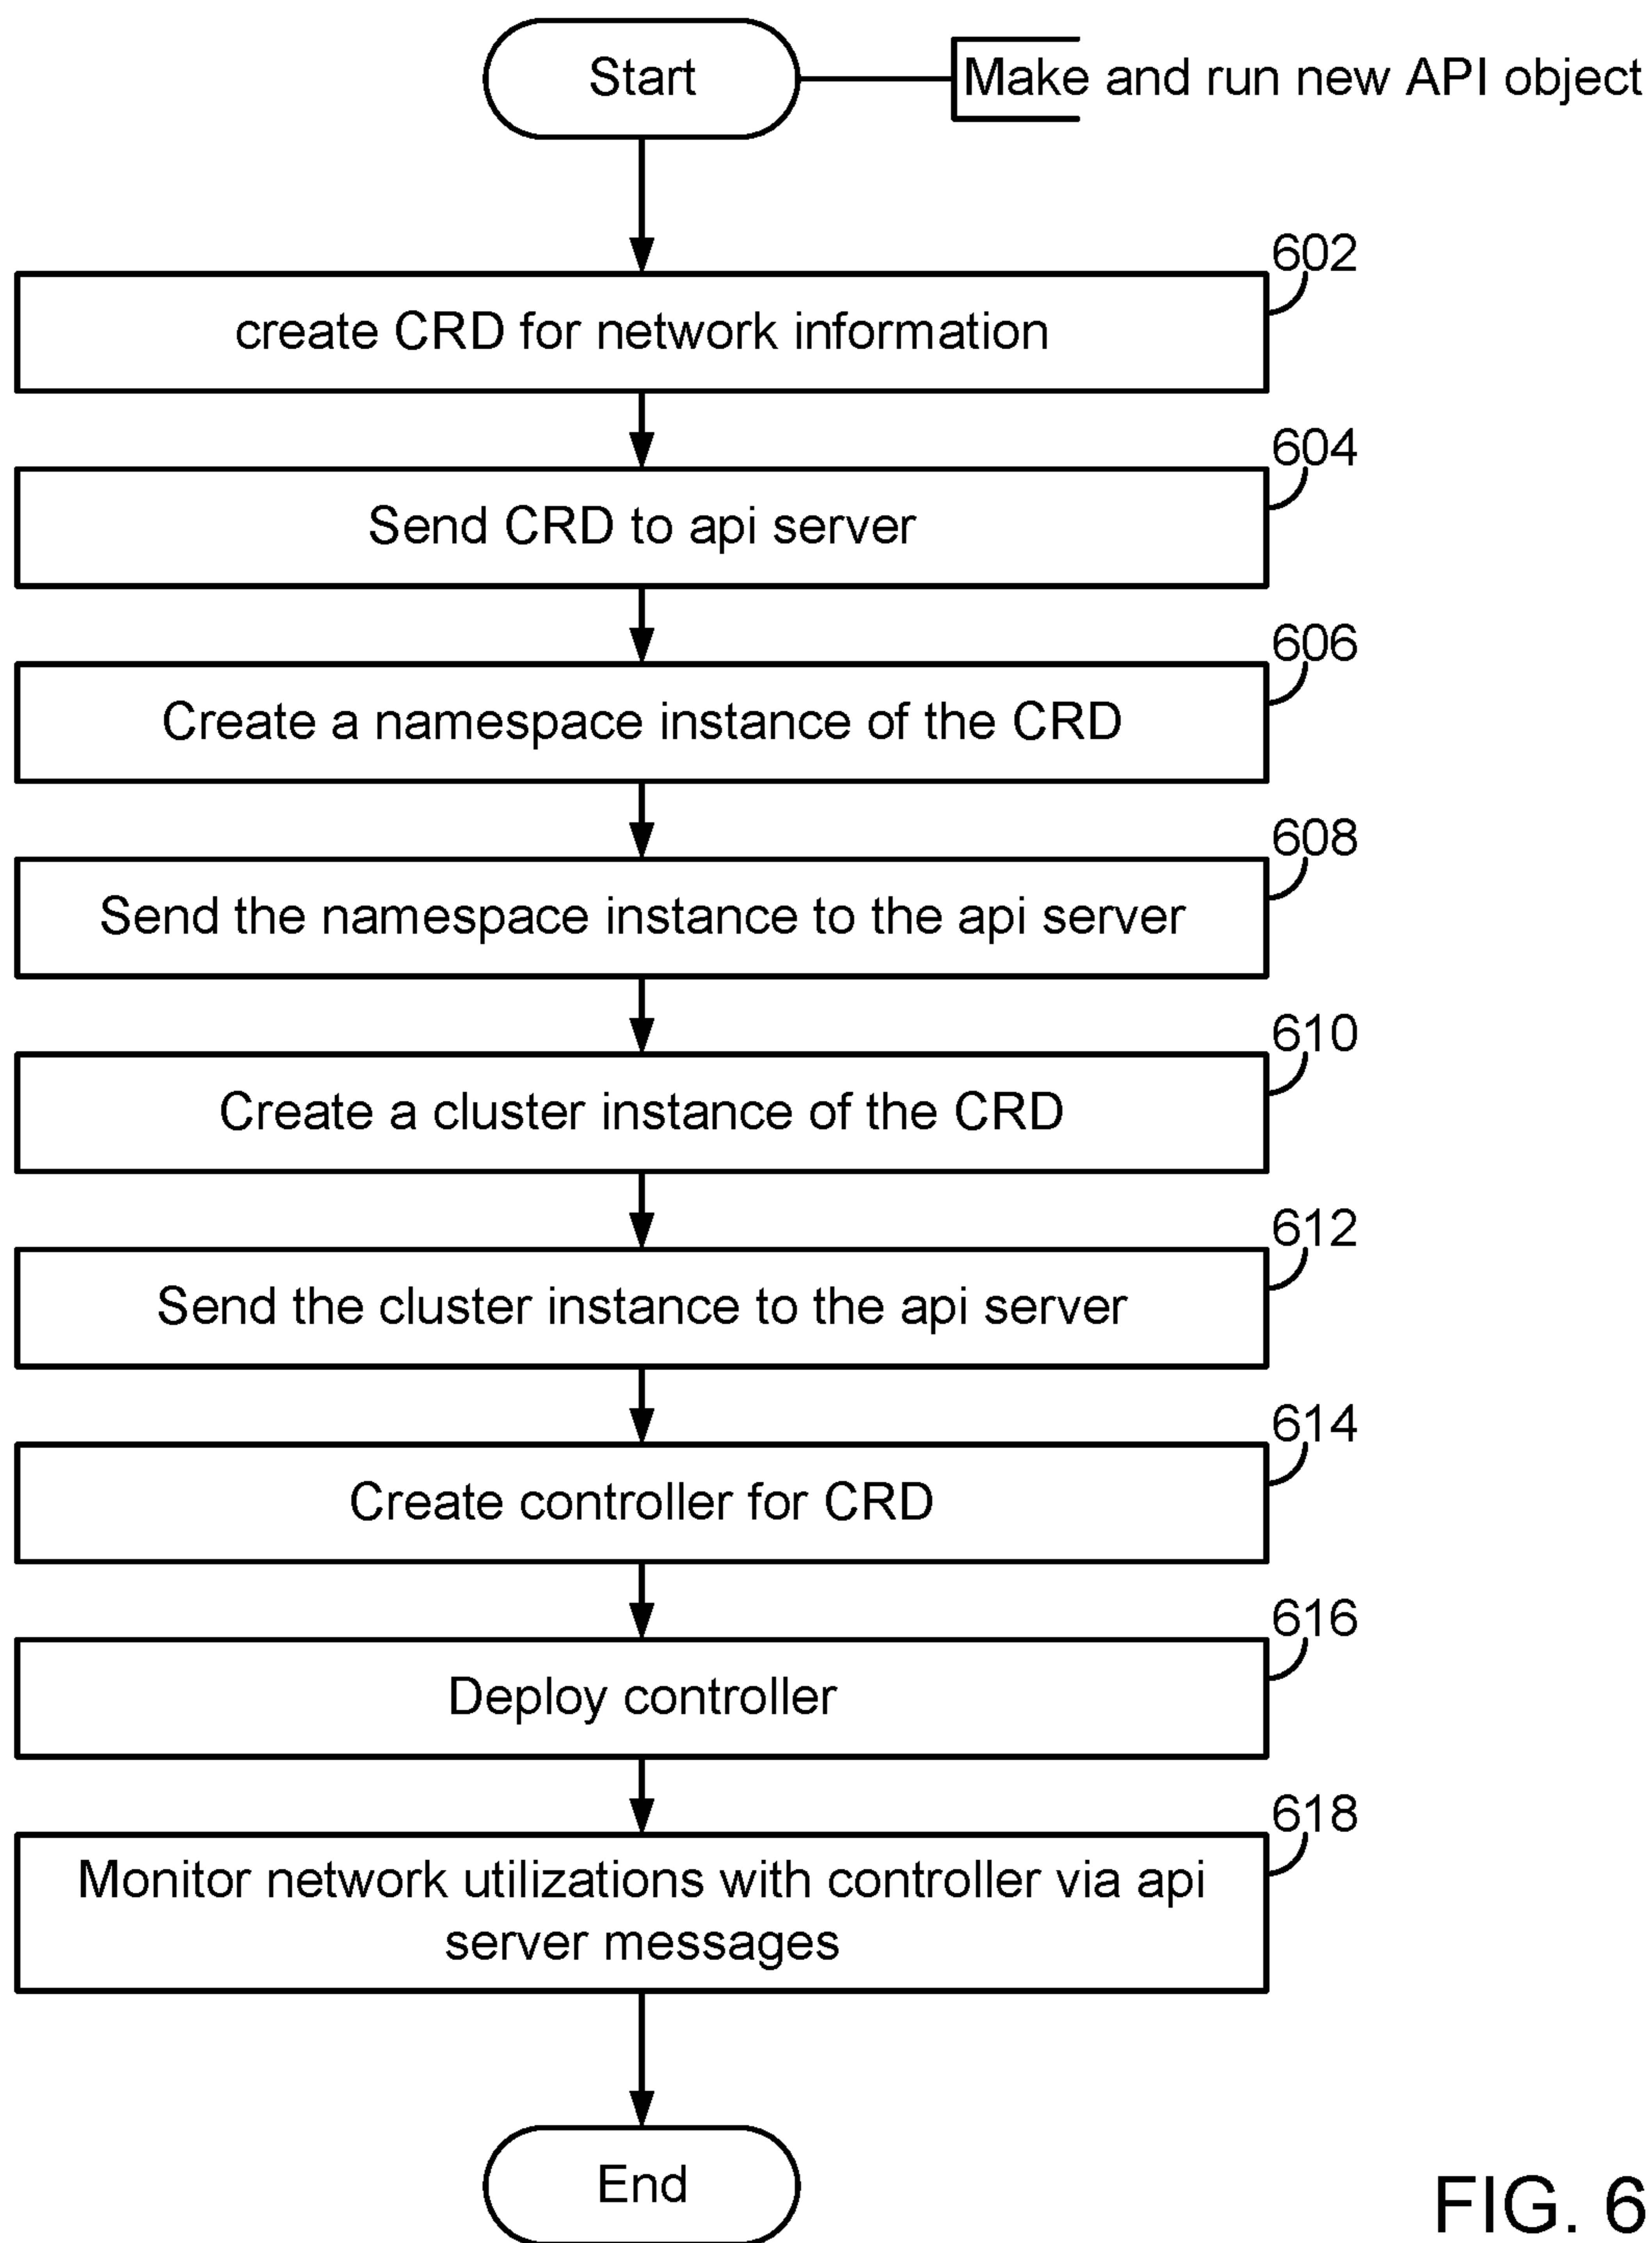 Start
Make and run new API object
602
create CRD for network information
604
Send CRD to api server
606
Create a namespace instance of the CRD
608
Send the namespace instance to the api server
610
Create a cluster instance of the CRD
612
Send the cluster instance to the api server
614
Create controller for CRD
616
Deploy controller
618
Monitor network utilizations with controller via api
server messages
End
FIG. 6